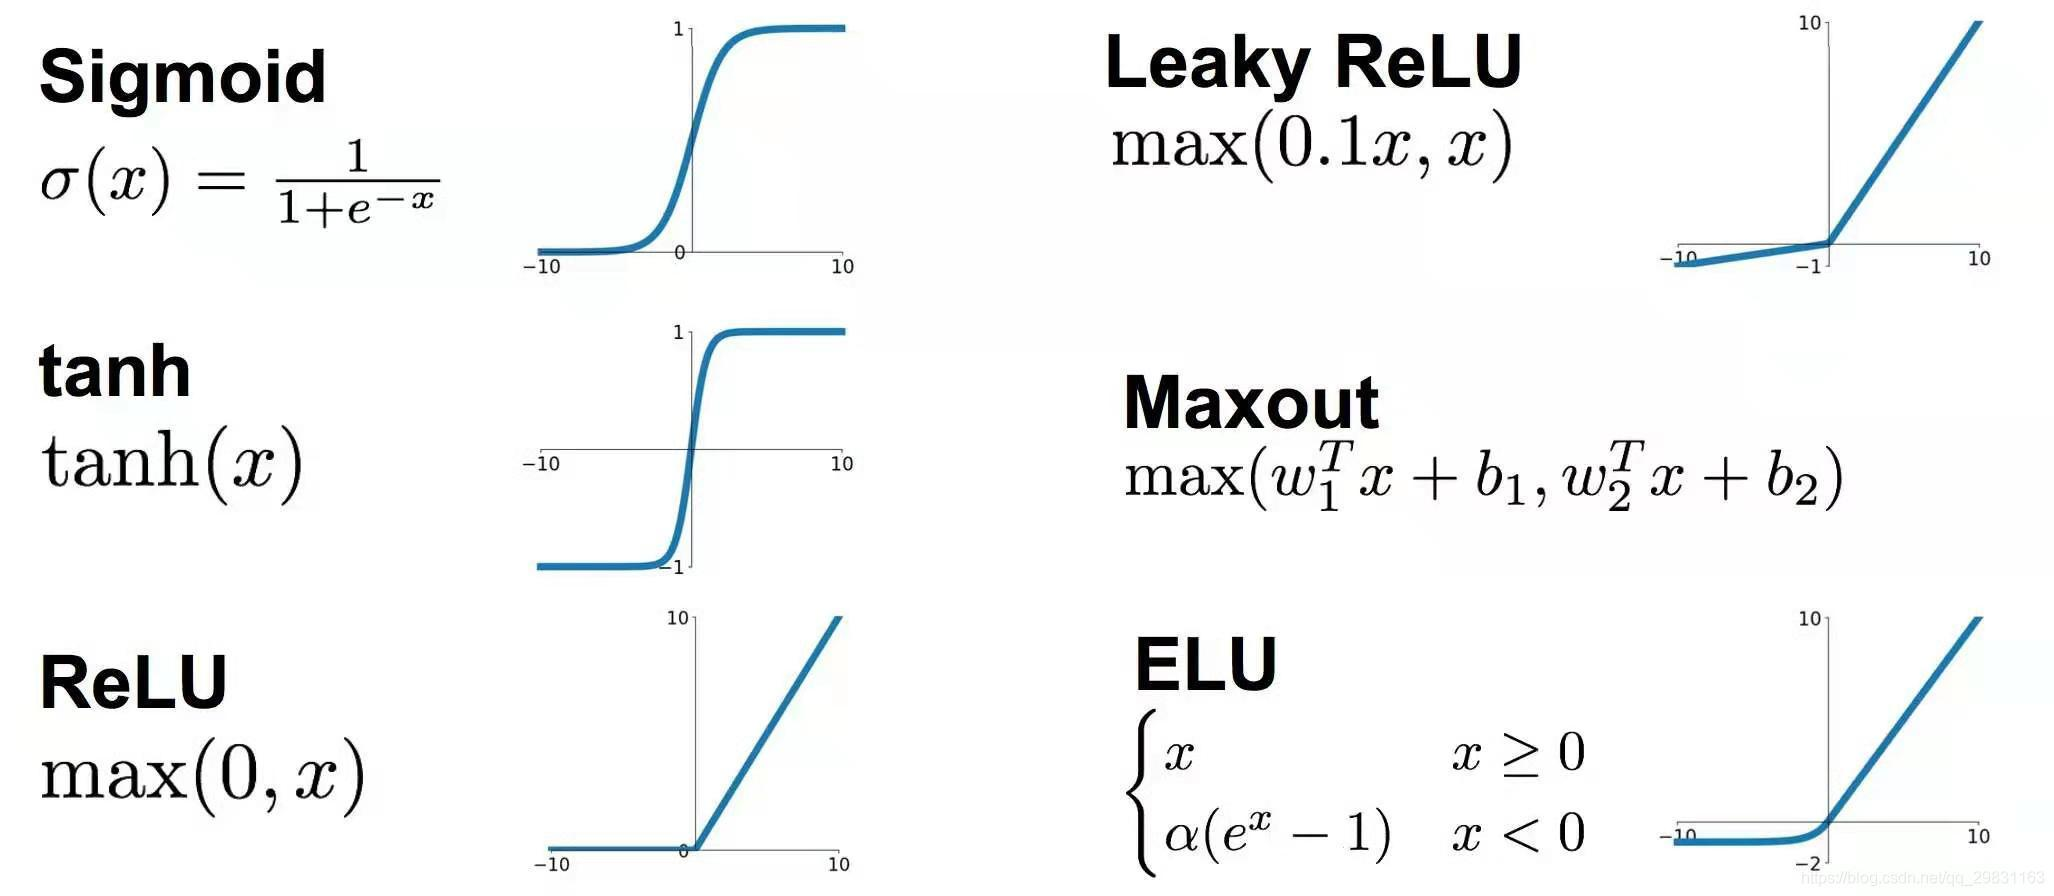 Sigmoid
σ(x) = 1/(1+e^{-x})
1
0
−10
10
tanh
tanh(x)
1
−10
10
−1
ReLU
max(0, x)
10
0
−10
10
Leaky ReLU
max(0.1x, x)
10
−10
−1
10
Maxout
max(w_1^T x + b_1, w_2^T x + b_2)
ELU
{ x x ≥ 0
α(e^x − 1) x < 0
10
−10
10
−2
https://blog.csdn.net/qq_29831163